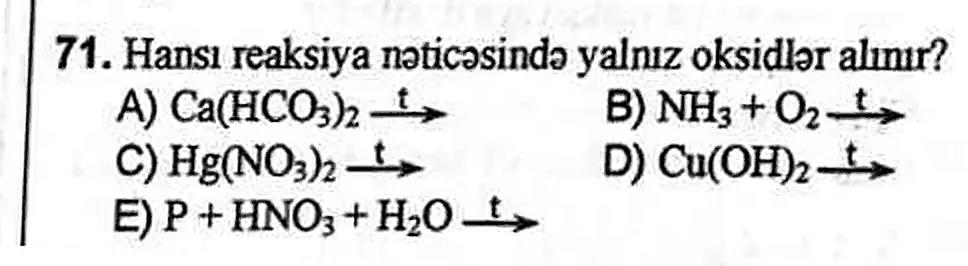 71. Hansı reaksiya nəticəsində yalnız oksidlər alınır?
A) Ca(HCO₃)₂ —t→ B) NH₃ + O₂ —t→
C) Hg(NO₃)₂ —t→ D) Cu(OH)₂ —t→
E) P + HNO₃ + H₂O —t→